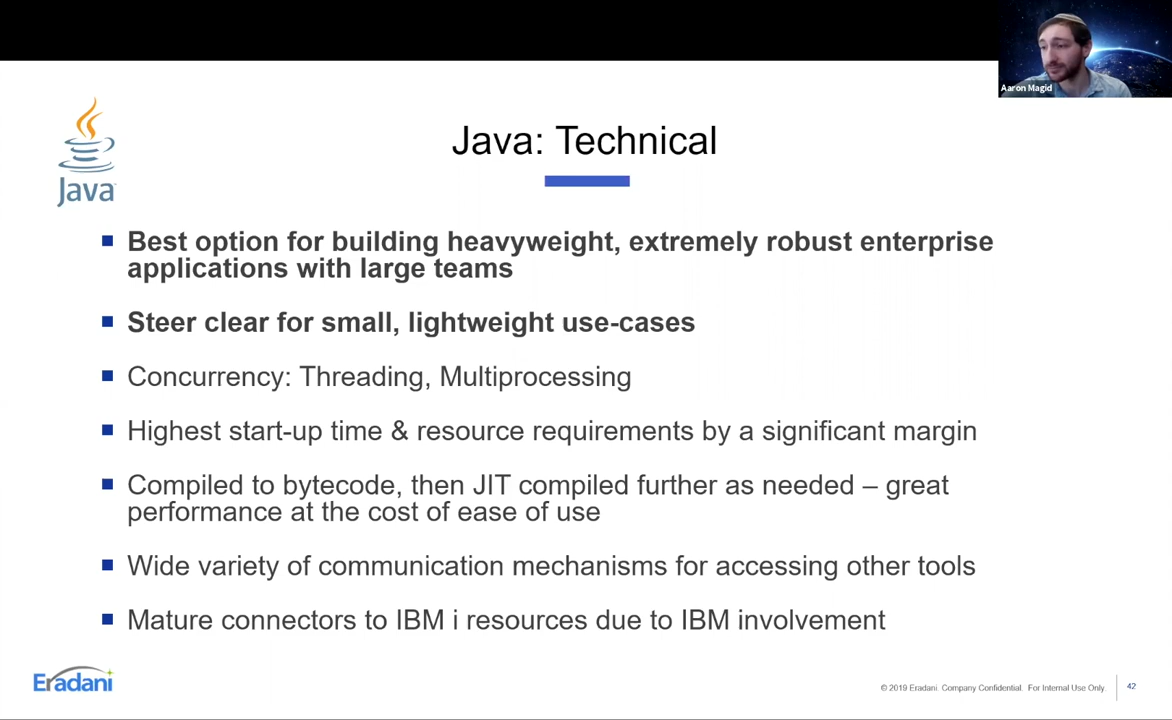 Aaron Magid
Java
Java: Technical
Best option for building heavyweight, extremely robust enterprise
applications with large teams
Steer clear for small, lightweight use-cases
Concurrency: Threading, Multiprocessing
Highest start-up time & resource requirements by a significant margin
Compiled to bytecode, then JIT compiled further as needed – great
performance at the cost of ease of use
Wide variety of communication mechanisms for accessing other tools
Mature connectors to IBM i resources due to IBM involvement
Eradani
© 2019 Eradani. Company Confidential. For Internal Use Only.
42